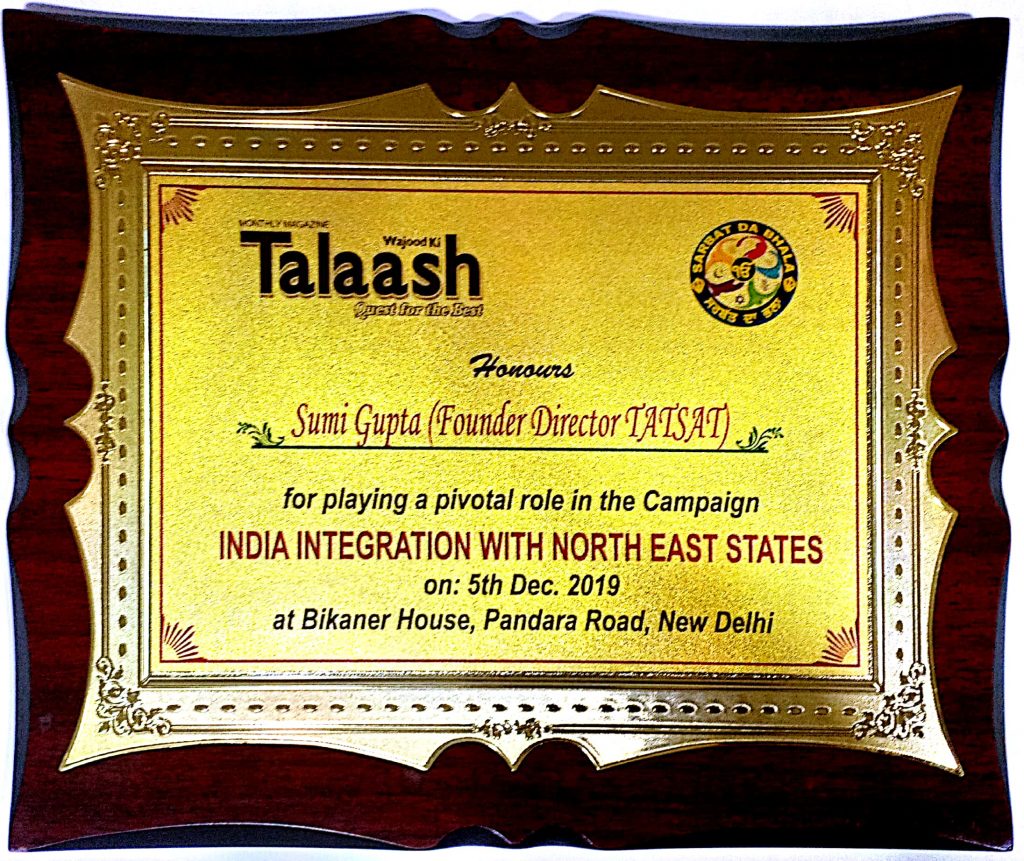 MONTHLY MAGAZINE
Wajood Ki
Talaash
Quest for the Best
SARBAT DA BHALA
ਸਰਬੱਤ ਦਾ ਭਲਾ
ੴ
Honours
Sumi Gupta (Founder Director TATSAT)
for playing a pivotal role in the Campaign
INDIA INTEGRATION WITH NORTH EAST STATES
on: 5th Dec. 2019
at Bikaner House, Pandara Road, New Delhi